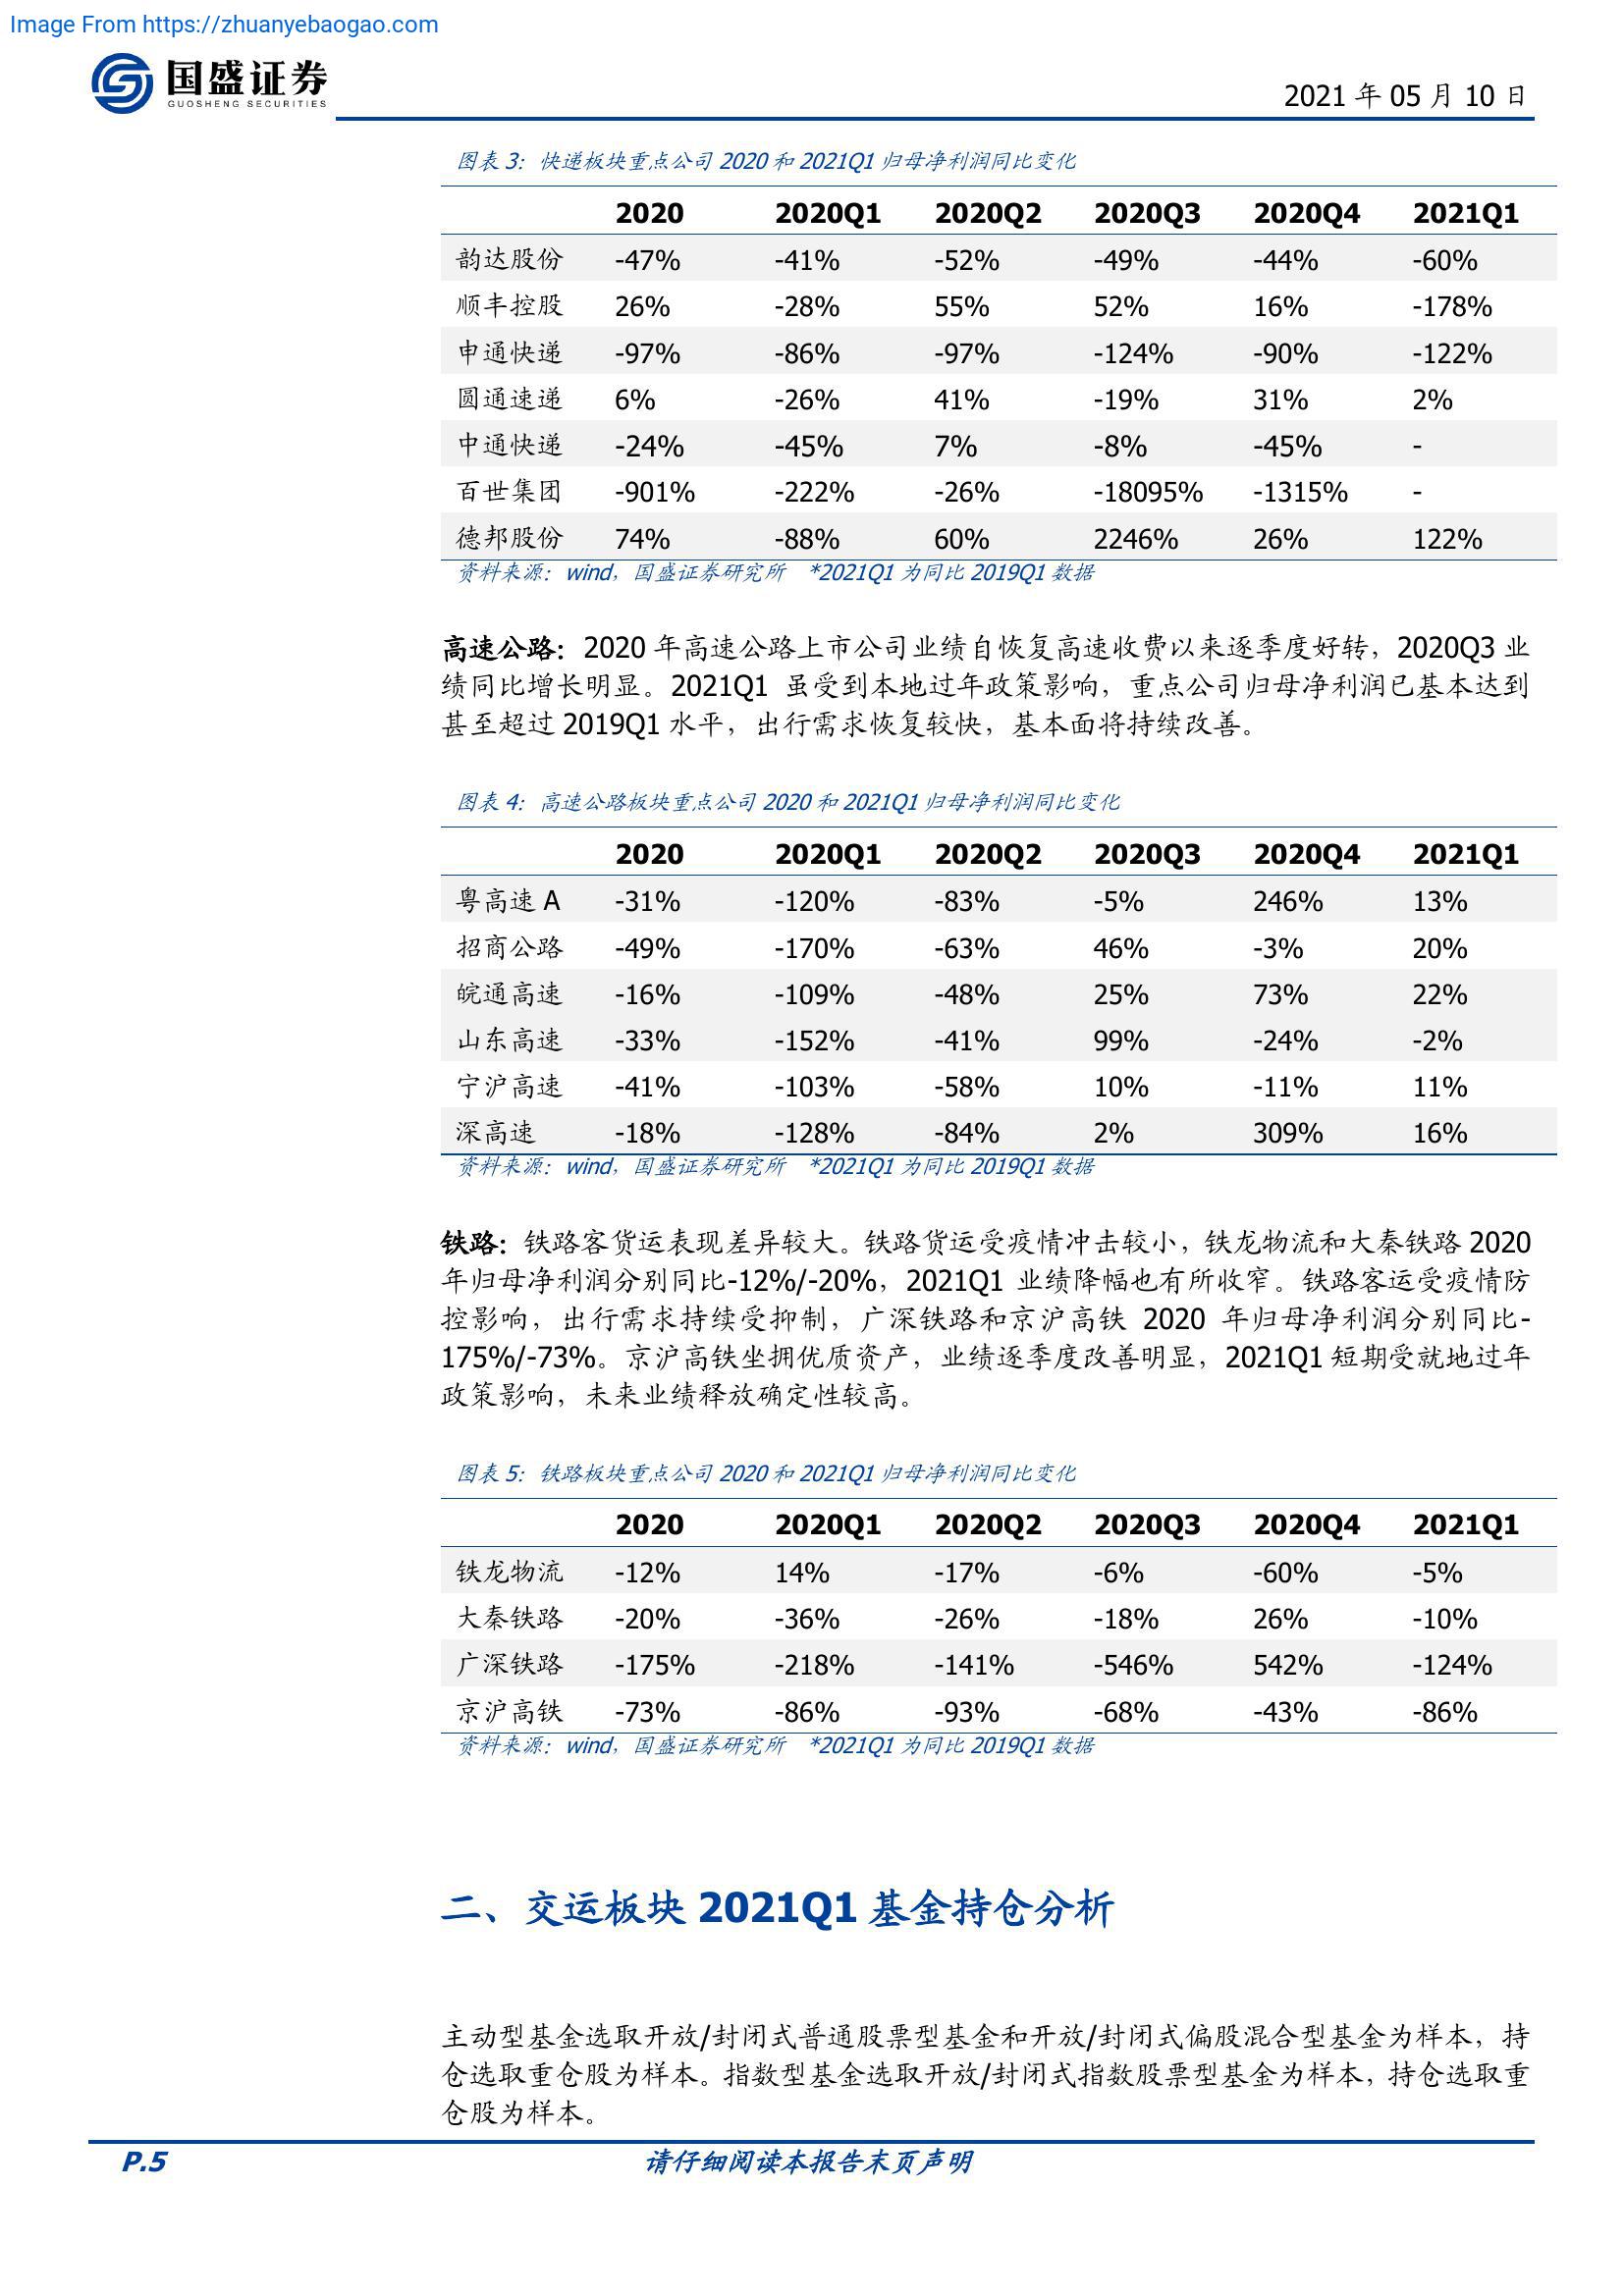 Image From https://zhuanyebaogao.com
国盛证券
GUOSHENG SECURITIES
2021 年 05 月 10 日
图表 3：快递板块重点公司 2020 和 2021Q1 归母净利润同比变化
2020 2020Q1 2020Q2 2020Q3 2020Q4 2021Q1
韵达股份 -47% -41% -52% -49% -44% -60%
顺丰控股 26% -28% 55% 52% 16% -178%
申通快递 -97% -86% -97% -124% -90% -122%
圆通速递 6% -26% 41% -19% 31% 2%
中通快递 -24% -45% 7% -8% -45% -
百世集团 -901% -222% -26% -18095% -1315% -
德邦股份 74% -88% 60% 2246% 26% 122%
资料来源：wind，国盛证券研究所 *2021Q1 为同比 2019Q1 数据
高速公路：2020 年高速公路上市公司业绩自恢复高速收费以来逐季度好转，2020Q3 业
绩同比增长明显。2021Q1 虽受到本地过年政策影响，重点公司归母净利润已基本达到
甚至超过 2019Q1 水平，出行需求恢复较快，基本面将持续改善。
图表 4：高速公路板块重点公司 2020 和 2021Q1 归母净利润同比变化
2020 2020Q1 2020Q2 2020Q3 2020Q4 2021Q1
粤高速 A -31% -120% -83% -5% 246% 13%
招商公路 -49% -170% -63% 46% -3% 20%
皖通高速 -16% -109% -48% 25% 73% 22%
山东高速 -33% -152% -41% 99% -24% -2%
宁沪高速 -41% -103% -58% 10% -11% 11%
深高速 -18% -128% -84% 2% 309% 16%
资料来源：wind，国盛证券研究所 *2021Q1 为同比 2019Q1 数据
铁路：铁路客货运表现差异较大。铁路货运受疫情冲击较小，铁龙物流和大秦铁路 2020
年归母净利润分别同比-12%/-20%，2021Q1 业绩降幅也有所收窄。铁路客运受疫情防
控影响，出行需求持续受抑制，广深铁路和京沪高铁 2020 年归母净利润分别同比-
175%/-73%。京沪高铁坐拥优质资产，业绩逐季度改善明显，2021Q1 短期受就地过年
政策影响，未来业绩释放确定性较高。
图表 5：铁路板块重点公司 2020 和 2021Q1 归母净利润同比变化
2020 2020Q1 2020Q2 2020Q3 2020Q4 2021Q1
铁龙物流 -12% 14% -17% -6% -60% -5%
大秦铁路 -20% -36% -26% -18% 26% -10%
广深铁路 -175% -218% -141% -546% 542% -124%
京沪高铁 -73% -86% -93% -68% -43% -86%
资料来源：wind，国盛证券研究所 *2021Q1 为同比 2019Q1 数据
二、交运板块 2021Q1 基金持仓分析
主动型基金选取开放/封闭式普通股票型基金和开放/封闭式偏股混合型基金为样本，持
仓选取重仓股为样本。指数型基金选取开放/封闭式指数股票型基金为样本，持仓选取重
仓股为样本。
P.5 请仔细阅读本报告末页声明